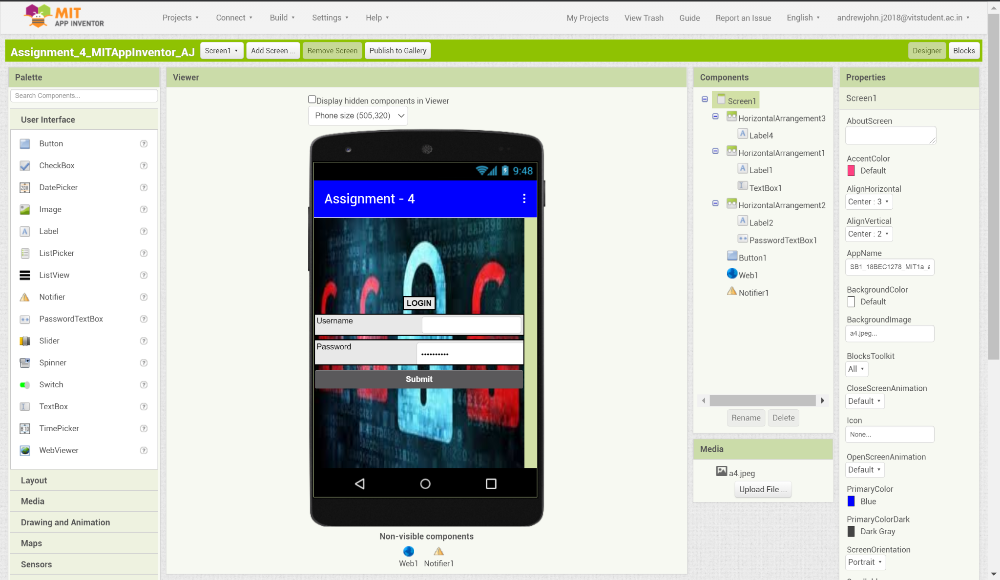 MIT
APP INVENTOR
Projects Connect Build Settings Help My Projects View Trash Guide Report an Issue English andrewjohn.j2018@vitstudent.ac.in
Assignment_4_MITAppInventor_AJ Screen1 Add Screen ... Remove Screen Publish to Gallery Designer Blocks
Palette
Search Components...
User Interface
Button
CheckBox
DatePicker
Image
Label
ListPicker
ListView
Notifier
PasswordTextBox
Slider
Spinner
Switch
TextBox
TimePicker
WebViewer
Layout
Media
Drawing and Animation
Maps
Sensors
Viewer
Display hidden components in Viewer
Phone size (505,320)
9:48
Assignment - 4
LOGIN
Username
Password
Submit
Non-visible components
Web1 Notifier1
Components
Screen1
HorizontalArrangement3
Label4
HorizontalArrangement1
Label1
TextBox1
HorizontalArrangement2
Label2
PasswordTextBox1
Button1
Web1
Notifier1
Rename Delete
Media
a4.jpeg
Upload File ...
Properties
Screen1
AboutScreen
AccentColor
Default
AlignHorizontal
Center : 3
AlignVertical
Center : 2
AppName
SB1_18BEC1278_MIT1a_a
BackgroundColor
Default
BackgroundImage
a4.jpeg...
BlocksToolkit
All
CloseScreenAnimation
Default
Icon
None...
OpenScreenAnimation
Default
PrimaryColor
Blue
PrimaryColorDark
Dark Gray
ScreenOrientation
Portrait